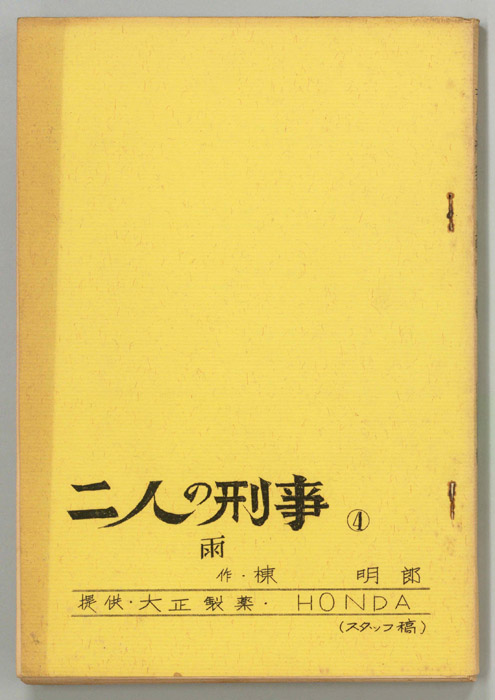 二人の刑事 ④
雨
作・棟 明郎
提供・大正製薬・HONDA
(スタッフ稿)